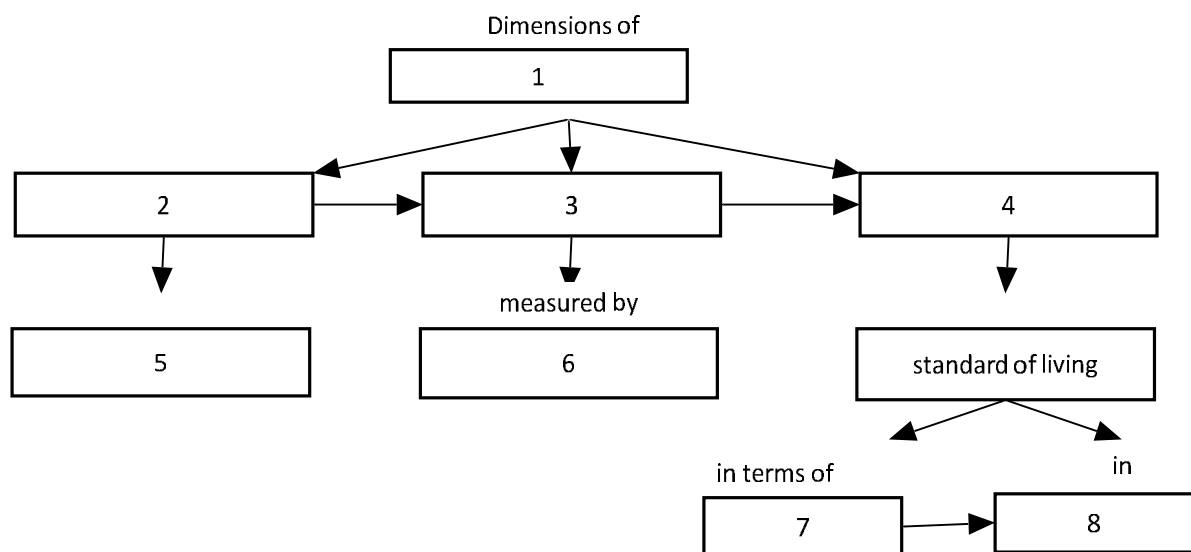 Dimensions of
1
2
3
4
measured by
5
6
standard of living
in terms of
in
7
8